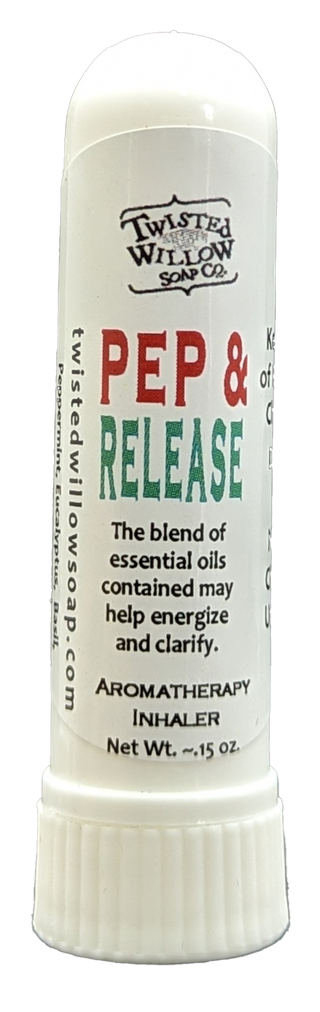 TWISTED
WILLOW
SOAP CO.
PEP &
RELEASE
The blend of
essential oils
contained may
help energize
and clarify.
AROMATHERAPY
INHALER
Net Wt. ~.15 oz.
twistedwillowsoap.com
Peppermint, Eucalyptus, Basil,